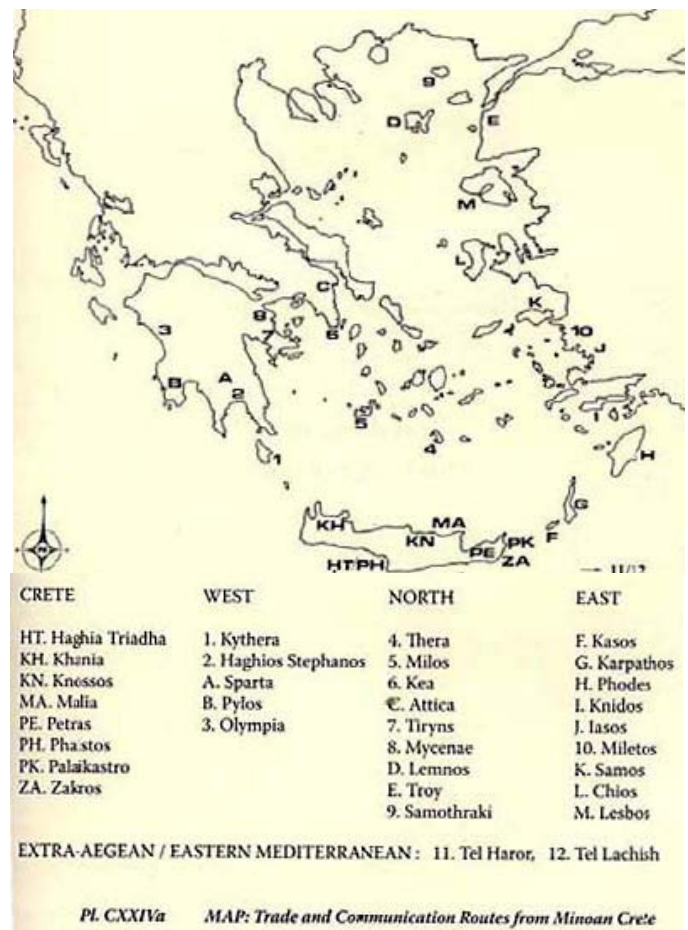 9
D
E
M
L
C
K
8
3
7
6
10
J
A
B
2
5
I
4
H
1
G
KH
MA
F
KN
PK
PE
HT PH
ZA
11/12
CRETE
HT. Haghia Triadha
KH. Khania
KN. Knossos
MA. Malia
PE. Petras
PH. Phaistos
PK. Palaikastro
ZA. Zakros
WEST
1. Kythera
2. Haghios Stephanos
A. Sparta
B. Pylos
3. Olympia
NORTH
4. Thera
5. Milos
6. Kea
C. Attica
7. Tiryns
8. Mycenae
D. Lemnos
E. Troy
9. Samothraki
EAST
F. Kasos
G. Karpathos
H. Phodes
I. Knidos
J. Iasos
10. Miletos
K. Samos
L. Chios
M. Lesbos
EXTRA-AEGEAN / EASTERN MEDITERRANEAN : 11. Tel Haror, 12. Tel Lachish
Pl. CXXIVa MAP: Trade and Communication Routes from Minoan Crete